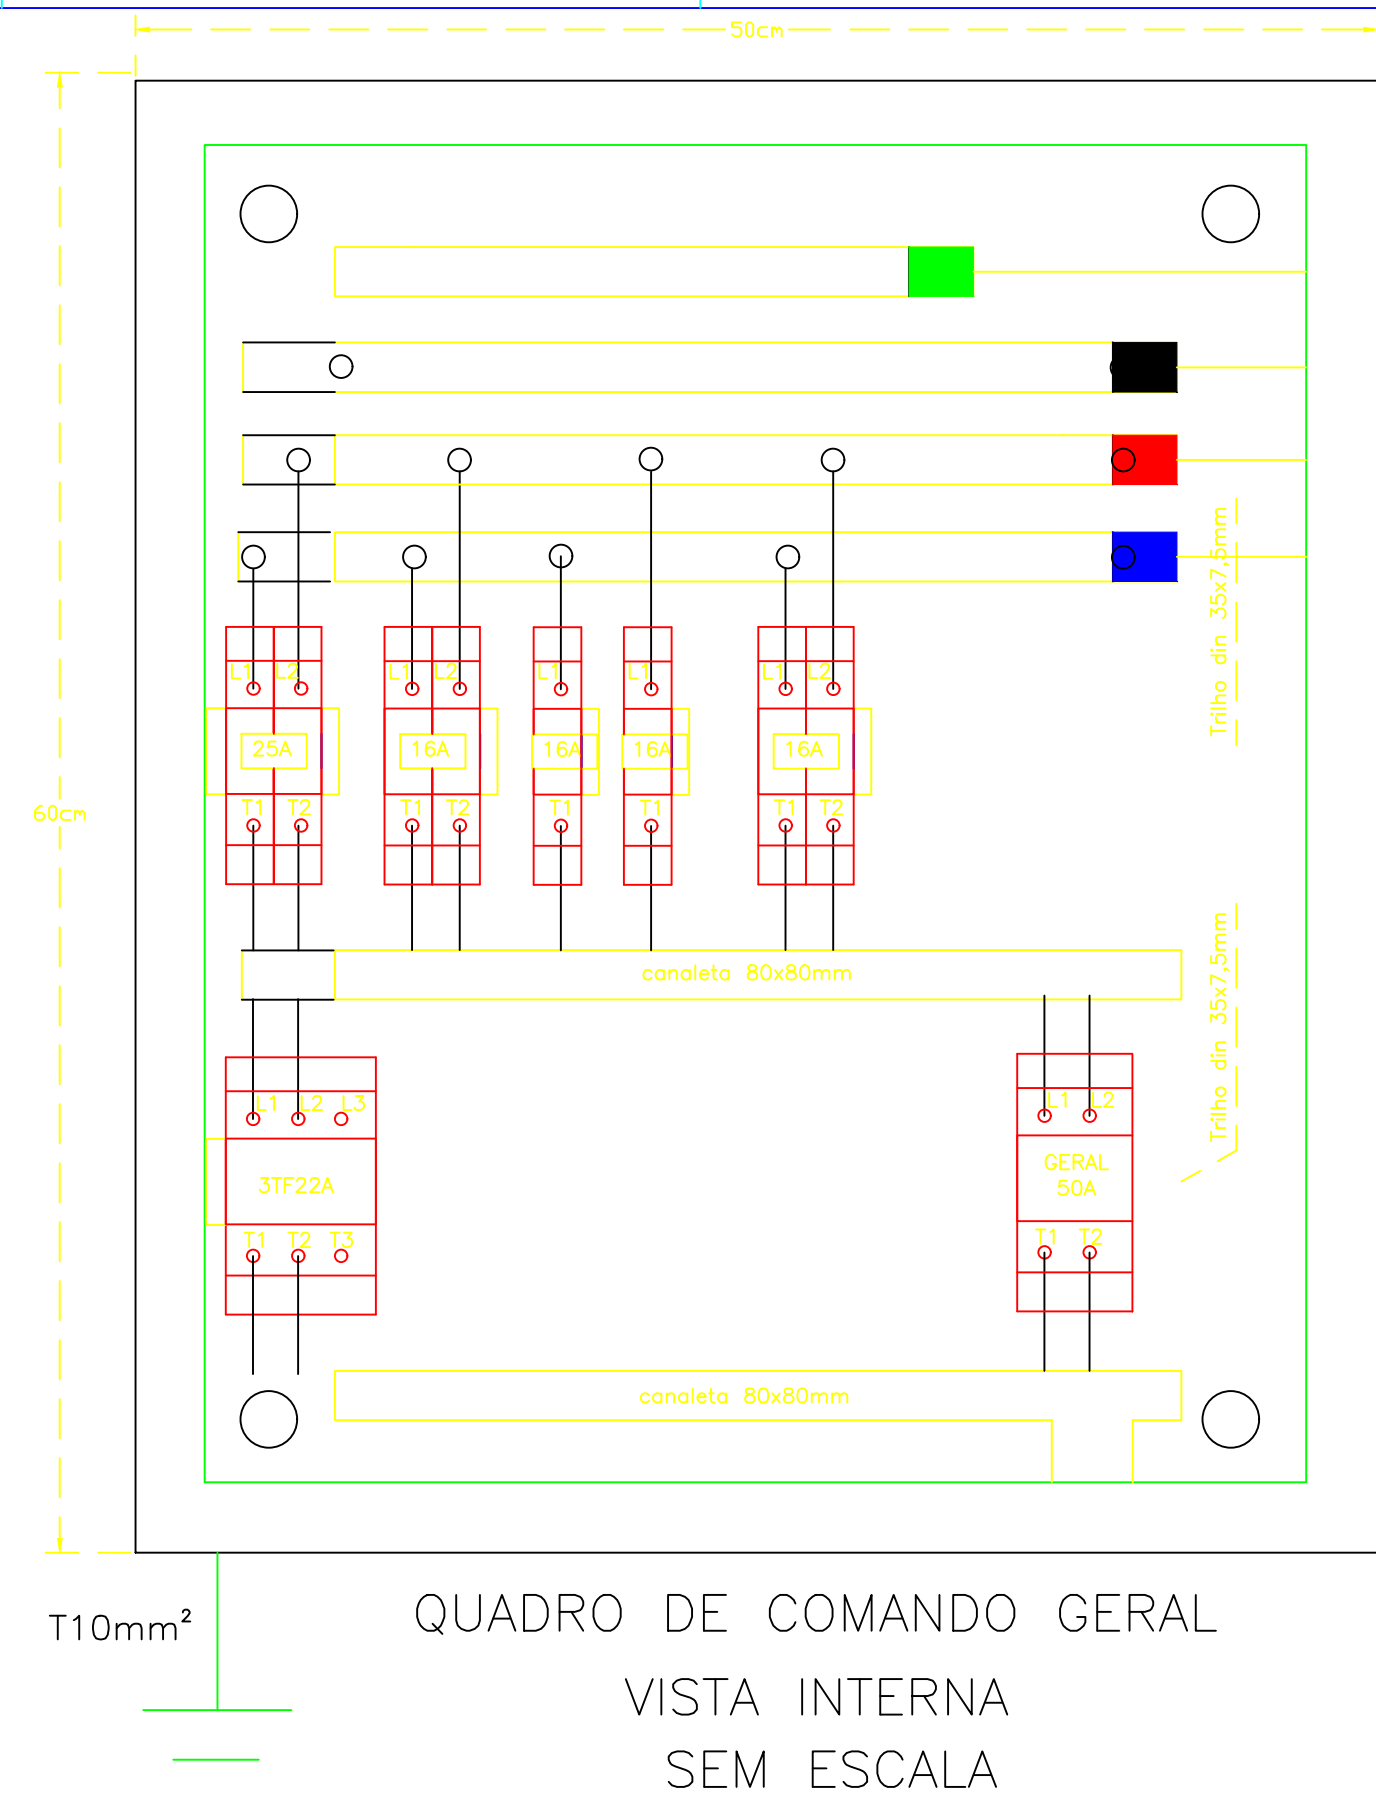 50cm
Trilho din 35x7,5mm
L1 L2 L1 L2 L1 L1 L1 L2
25A 16A 16A 16A 16A
T1 T2 T1 T2 T1 T1 T1 T2
60cm
canaleta 80x80mm
Trilho din 35x7,5mm
L1 L2 L3 L1 L2
3TF22A
GERAL
50A
T1 T2 T3 T1 T2
canaleta 80x80mm
T10mm²
QUADRO DE COMANDO GERAL
VISTA INTERNA
SEM ESCALA